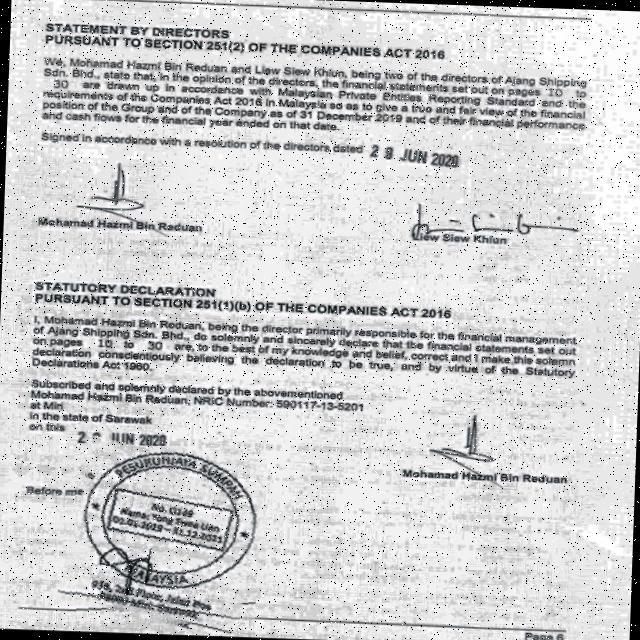 STATEMENT BY DIRECTORS
PURSUANT TO SECTION 251(2) OF THE COMPANIES ACT 2016
We, Mohamad Hazmi Bin Reduan and Liew Siew Khiun, being two of the directors of Ajang Shipping
Sdn. Bhd., state that, in the opinion of the directors, the financial statements set out on pages 10 to
30 are drawn up in accordance with Malaysian Private Entities Reporting Standard and the
requirements of the Companies Act 2016 in Malaysia so as to give a true and fair view of the financial
position of the Group and of the Company as of 31 December 2019 and of their financial performance
and cash flows for the financial year ended on that date.
Signed in accordance with a resolution of the directors dated 29 JUN 2020
Mohamad Hazmi Bin Raduan
Liew Siew Khiun
STATUTORY DECLARATION
PURSUANT TO SECTION 251(1)(b) OF THE COMPANIES ACT 2016
I, Mohamad Hazmi Bin Reduan, being the director primarily responsible for the financial management
of Ajang Shipping Sdn. Bhd., do solemnly and sincerely declare that the financial statements set out
on pages 10 to 30 are, to the best of my knowledge and belief, correct and I make this solemn
declaration conscientiously believing the declaration to be true, and by virtue of the Statutory
Declarations Act 1960.
Subscribed and solemnly declared by the abovementioned
Mohamad Hazmi Bin Reduan; NRIC Number: 590117-13-5201
at Miri
in the state of Sarawak
on this
2 JUN 2020
Mohamad Hazmi Bin Reduan
Before me
PESURUHJAYA SUMPAH
No.
31.12.2021
MALAYSIA
Page 6